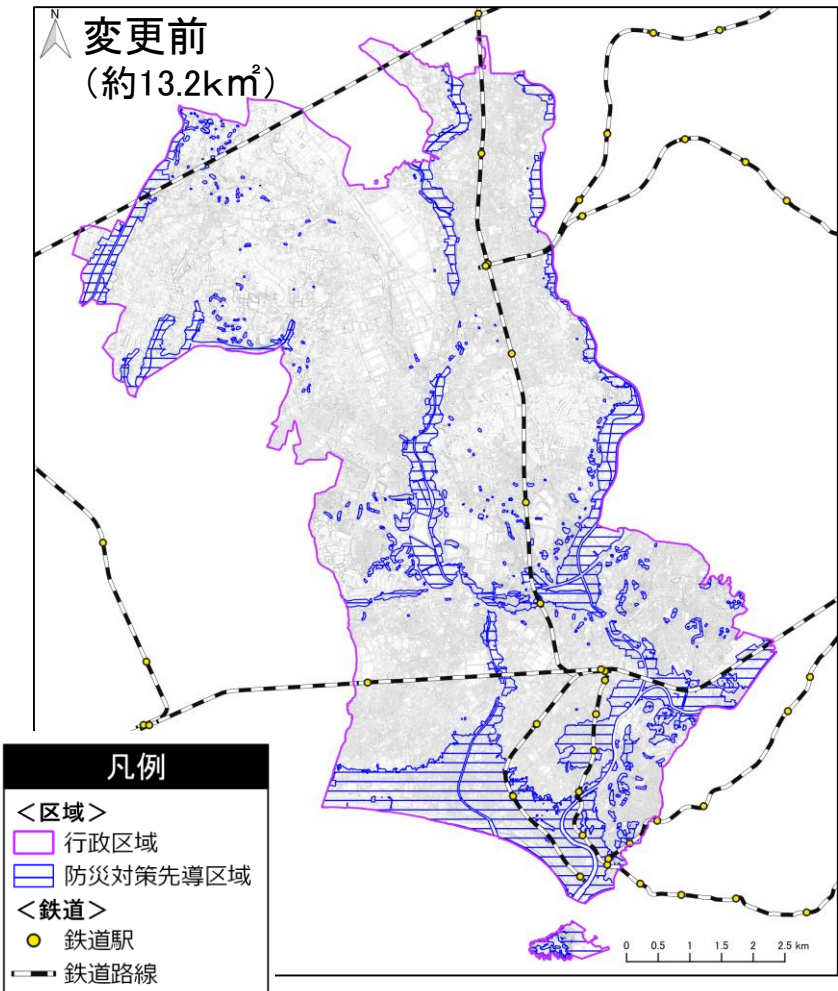 N
変更前
（約13.2k㎡）
凡例
＜区域＞
行政区域
防災対策先導区域
＜鉄道＞
鉄道駅
鉄道路線
0 0.5 1.5 2 2.5 km